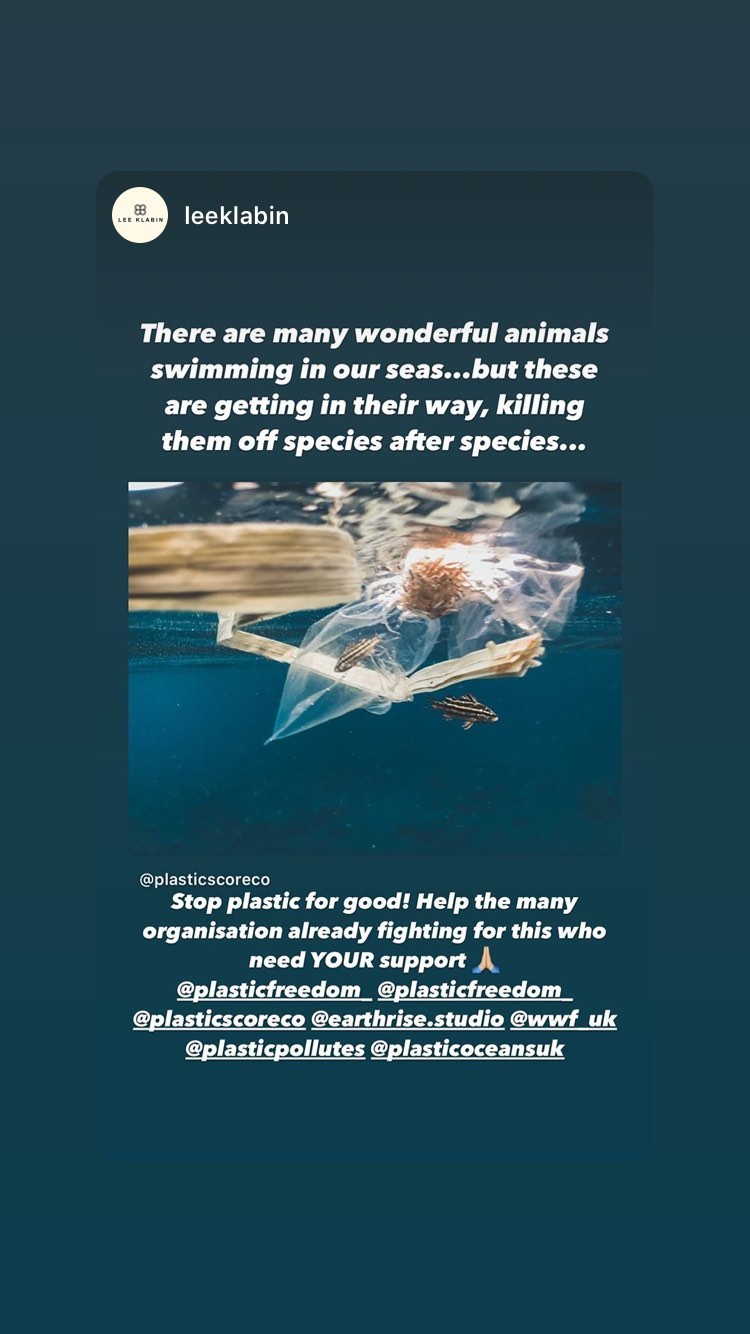 LEE KLABIN
leeklabin
There are many wonderful animals
swimming in our seas...but these
are getting in their way, killing
them off species after species...
@plasticscoreco
Stop plastic for good! Help the many
organisation already fighting for this who
need YOUR support 🙏🏼
@plasticfreedom_ @plasticfreedom_
@plasticscoreco @earthrise.studio @wwf_uk
@plasticpollutes @plasticoceansuk